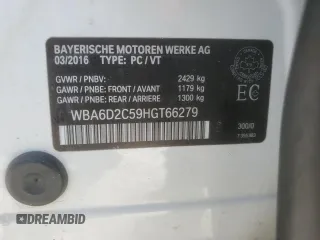 BAYERISCHE MOTOREN WERKE AG
03/2016 TYPE: PC / VT
GVWR / PNBV: 2429 kg
GAWR / PNBE: FRONT / AVANT 1179 kg
GAWR / PNBE: REAR / ARRIERE 1300 kg
EC
WBA6D2C59HGT66279
300/0
AUTOBIDMASTER